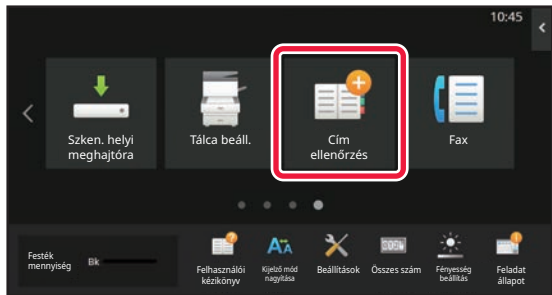 10:45
Szken. helyi
meghajtóra
Tálca beáll.
Cím
ellenőrzés
Fax
Festék
mennyiség
Bk
Felhasználói
kézikönyv
Kijelző mód
nagyítása
Beállítások
Összes szám
Fényesség
beállítás
Feladat
állapot